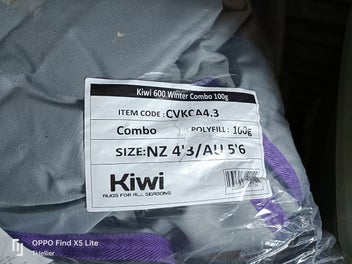 Kiwi 600 Winter Combo 100g
ITEM CODE : CVKCA4.3
Combo POLYFILL : 100g
SIZE: NZ 4'3/AU 5'6
Kiwi
RUGS FOR ALL SEASONS
OPPO Find X5 Lite